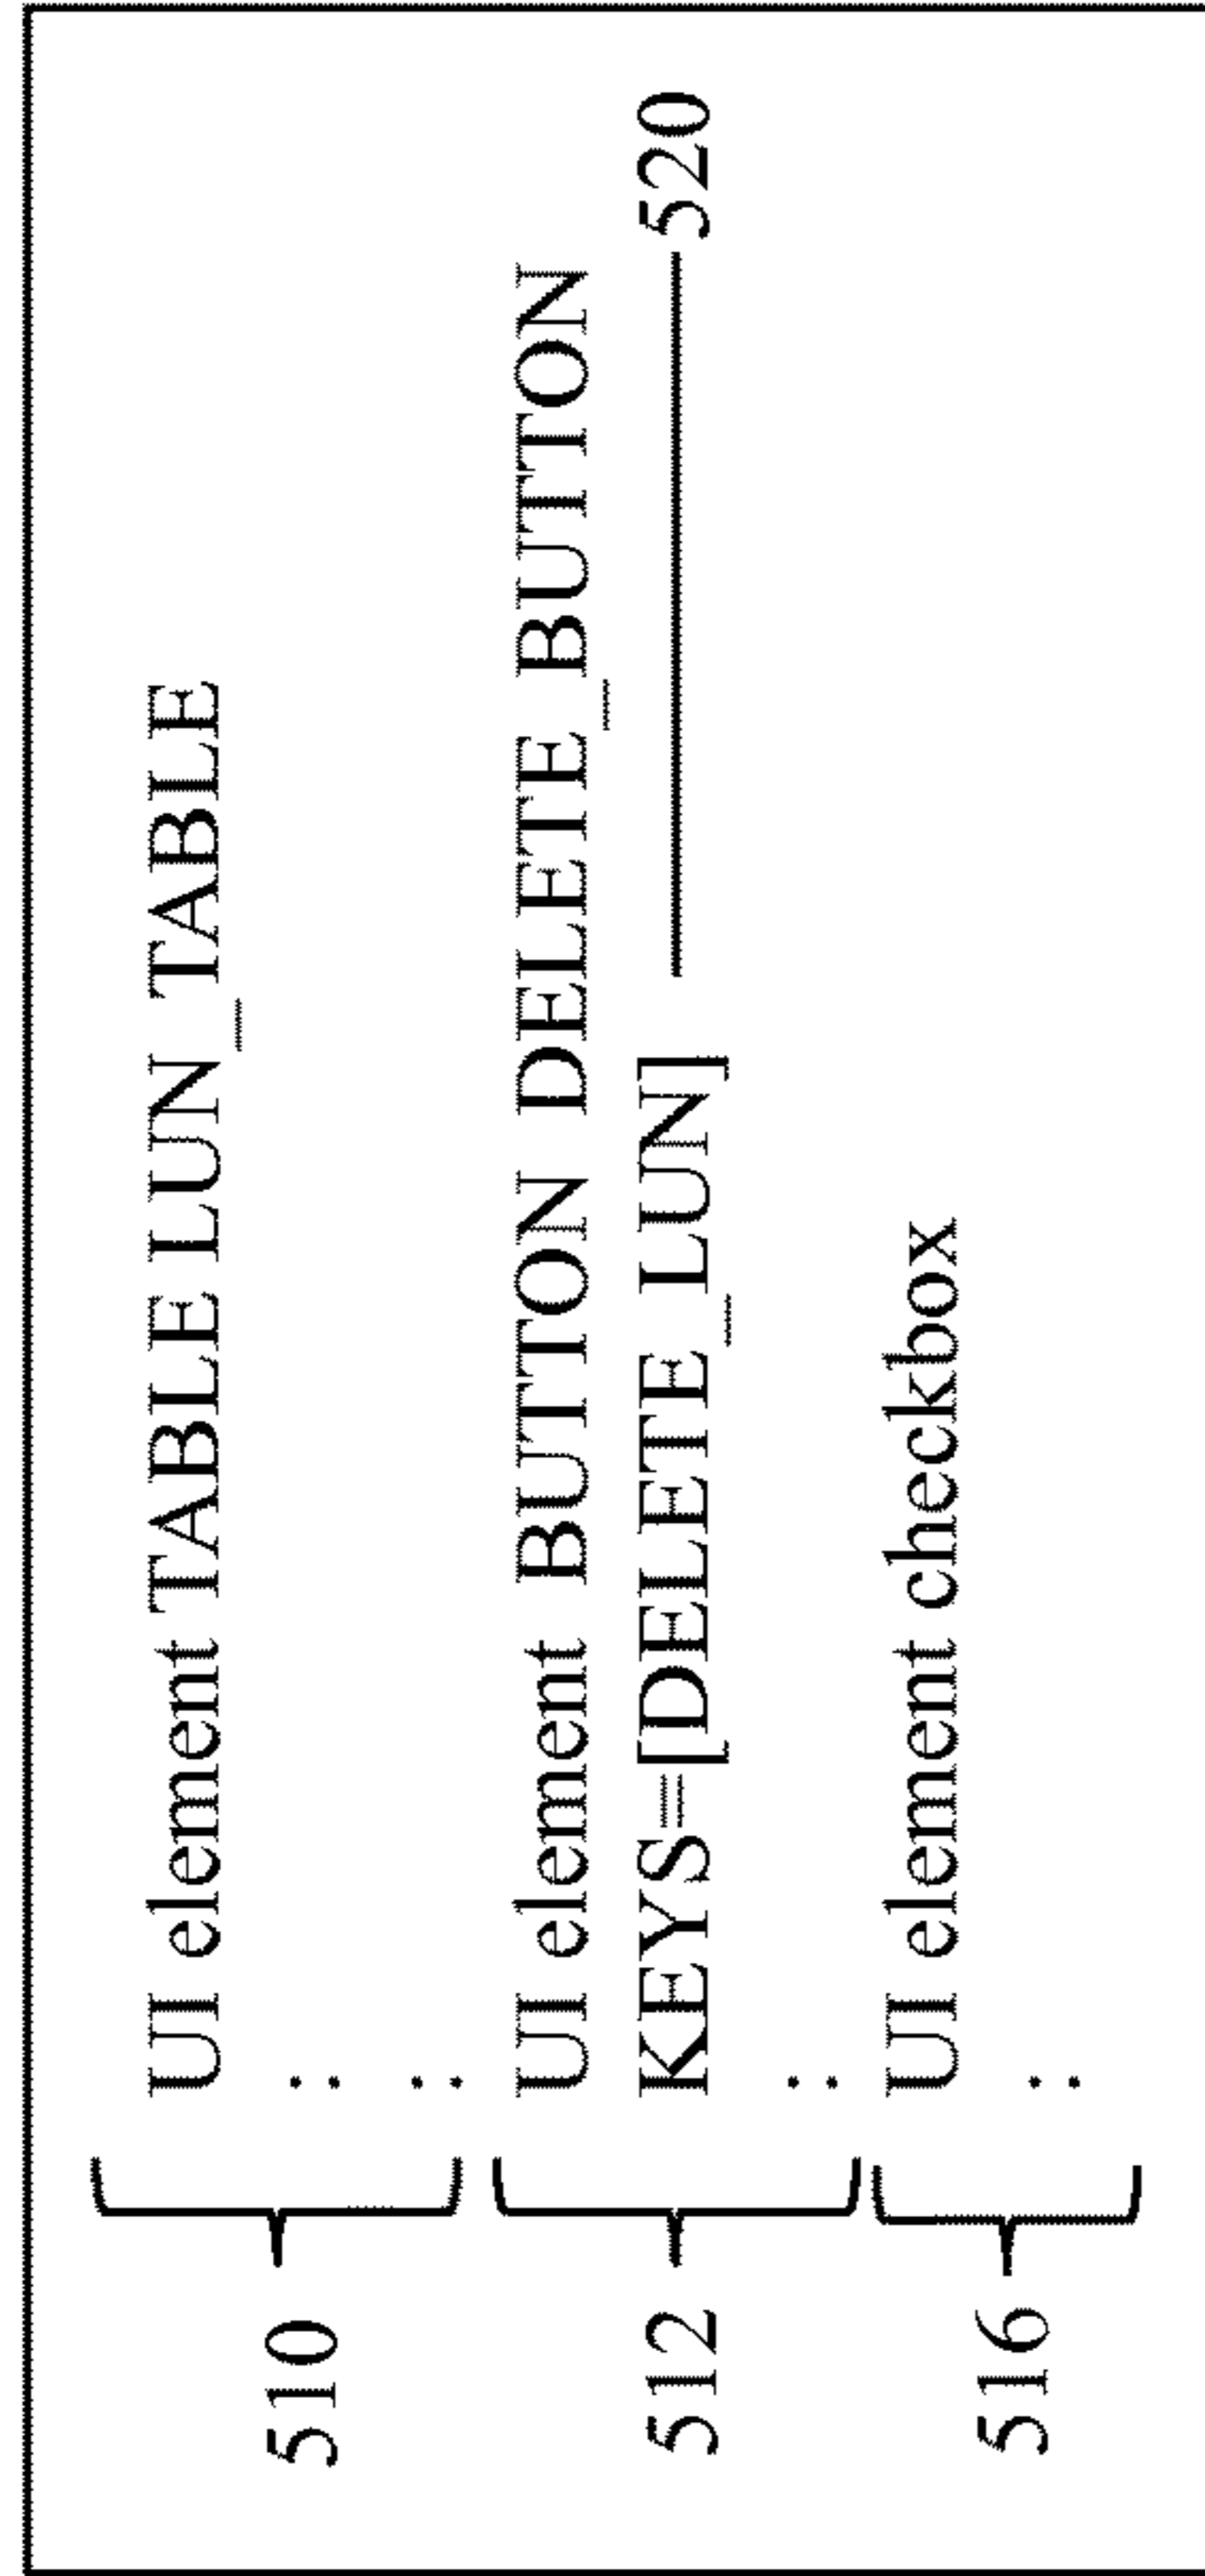 UI element TABLE LUN_TABLE
:
510
:
UI element BUTTON DELETE_BUTTON
512 KEYS=[DELETE_LUN] 520
:
UI element checkbox
516
: